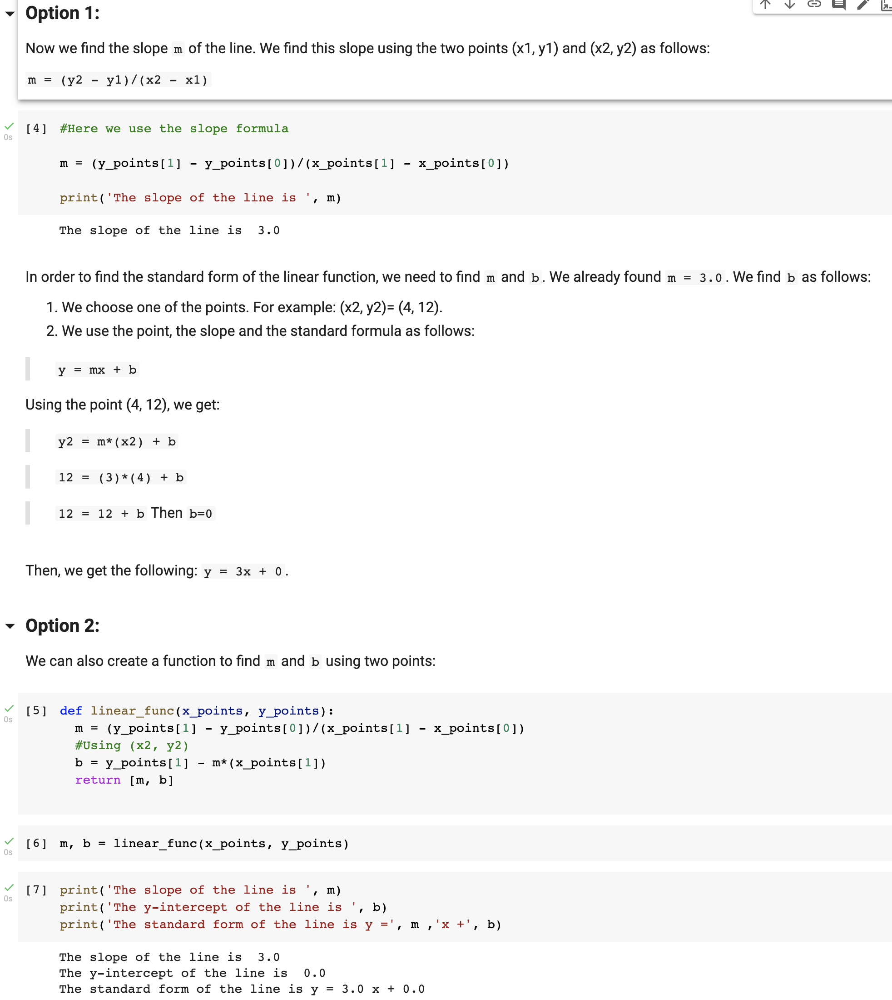 Option 1:
Now we find the slope m of the line. We find this slope using the two points (x1, y1) and (x2, y2) as follows:
m = (y2 - y1)/(x2 - x1)
[4] #Here we use the slope formula
0s
m = (y_points[1] - y_points[0])/(x_points[1] - x_points[0])
print('The slope of the line is ', m)
The slope of the line is  3.0
In order to find the standard form of the linear function, we need to find m and b. We already found m = 3.0. We find b as follows:
1. We choose one of the points. For example: (x2, y2)= (4, 12).
2. We use the point, the slope and the standard formula as follows:
y = mx + b
Using the point (4, 12), we get:
y2 = m*(x2) + b
12 = (3)*(4) + b
12 = 12 + b Then b=0
Then, we get the following: y = 3x + 0.
Option 2:
We can also create a function to find m and b using two points:
[5] def linear_func(x_points, y_points):
0s
m = (y_points[1] - y_points[0])/(x_points[1] - x_points[0])
#Using (x2, y2)
b = y_points[1] - m*(x_points[1])
return [m, b]
[6] m, b = linear_func(x_points, y_points)
0s
[7] print('The slope of the line is ', m)
0s
print('The y-intercept of the line is ', b)
print('The standard form of the line is y =', m ,'x +', b)
The slope of the line is  3.0
The y-intercept of the line is  0.0
The standard form of the line is y = 3.0 x + 0.0